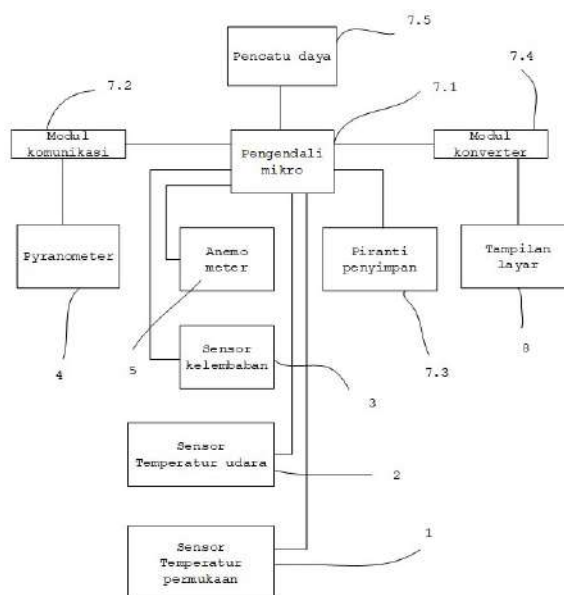 7.5
Pencatu daya
7.2
7.4
7.1
Modul
komunikasi
Pengendali
mikro
Modul
konverter
Pyranometer
Anemo
meter
Piranti
penyimpan
Tampilan
layar
4
5
Sensor
kelembaban
3
7.3
8
Sensor
Temperatur udara
2
1
Sensor
Temperatur
permukaan